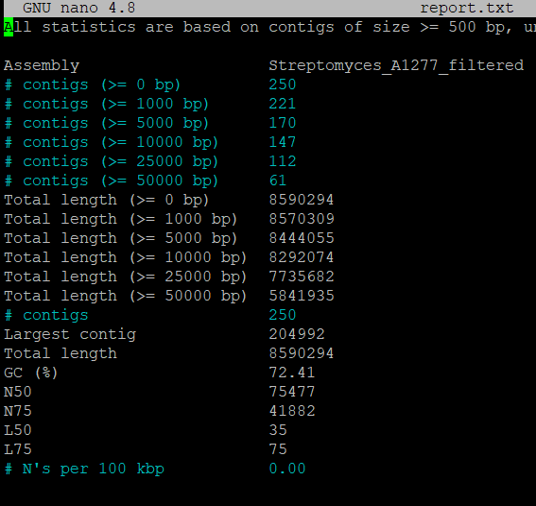 GNU nano 4.8 report.txt
All statistics are based on contigs of size >= 500 bp, un
Assembly Streptomyces_A1277_filtered
# contigs (>= 0 bp) 250
# contigs (>= 1000 bp) 221
# contigs (>= 5000 bp) 170
# contigs (>= 10000 bp) 147
# contigs (>= 25000 bp) 112
# contigs (>= 50000 bp) 61
Total length (>= 0 bp) 8590294
Total length (>= 1000 bp) 8570309
Total length (>= 5000 bp) 8444055
Total length (>= 10000 bp) 8292074
Total length (>= 25000 bp) 7735682
Total length (>= 50000 bp) 5841935
# contigs 250
Largest contig 204992
Total length 8590294
GC (%) 72.41
N50 75477
N75 41882
L50 35
L75 75
# N's per 100 kbp 0.00